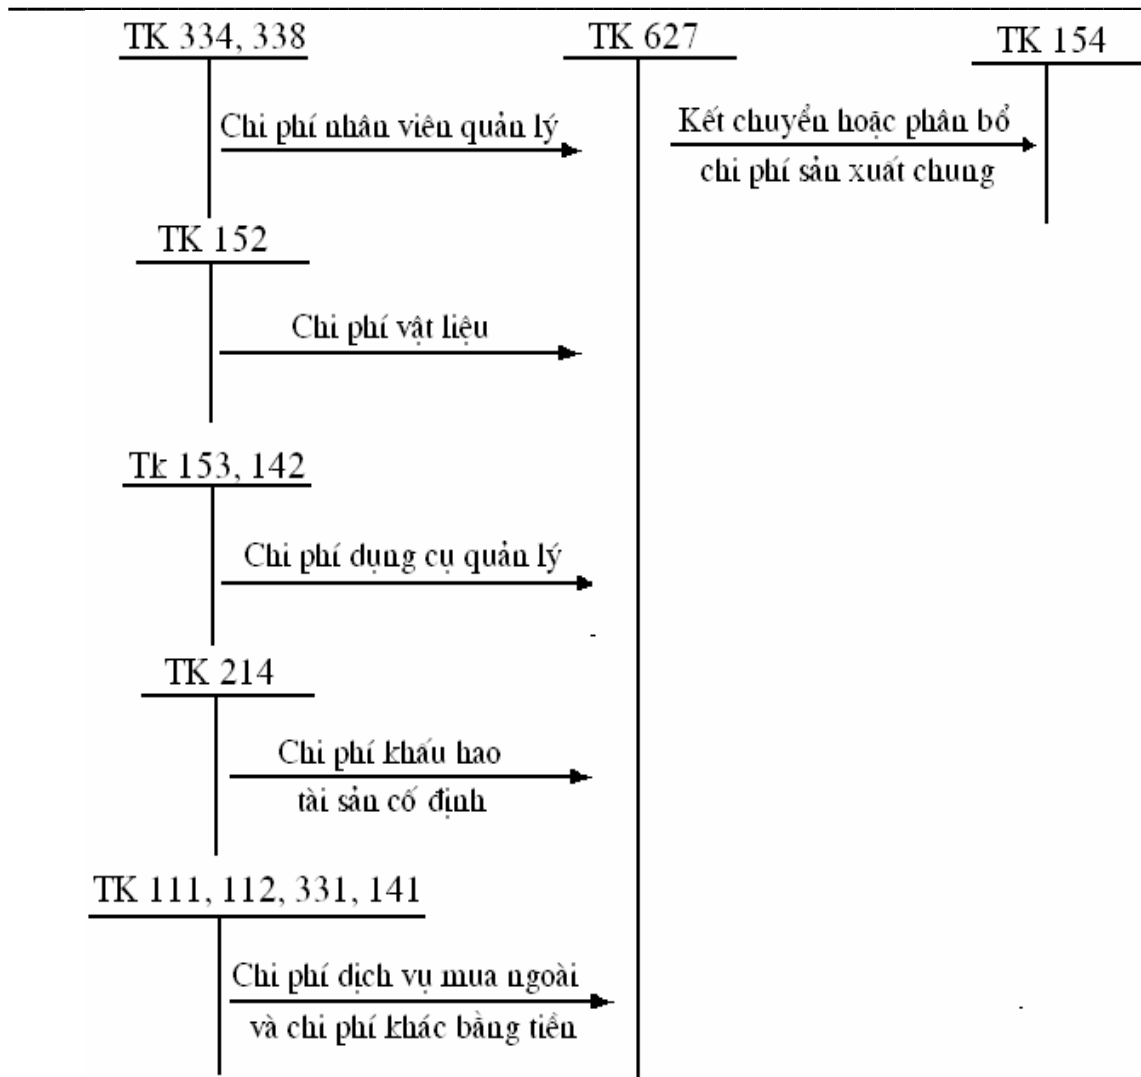 TK 334, 338
TK 627
TK 154
Chi phí nhân viên quản lý
Kết chuyển hoặc phân bổ
chi phí sản xuất chung
TK 152
Chi phí vật liệu
Tk 153, 142
Chi phí dụng cụ quản lý
TK 214
Chi phí khấu hao
tài sản cố định
TK 111, 112, 331, 141
Chi phí dịch vụ mua ngoài
và chi phí khác bằng tiền